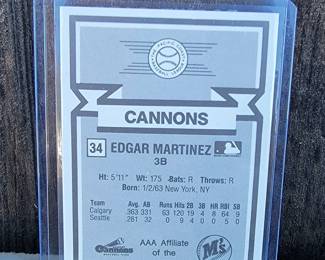 CANNONS
34 EDGAR MARTINEZ
3B
Ht: 5'11" Wt: 175 Bats: R Throws: R
Born: 1/2/63 New York, NY
Team Avg. AB Runs Hits 2B 3B HR RBI SB
Calgary .363 331 63 120 19 4 8 64 9
Seattle .281 32 0 9 4 0 0 5 0
Cannons
AAA Affiliate
of the
M's